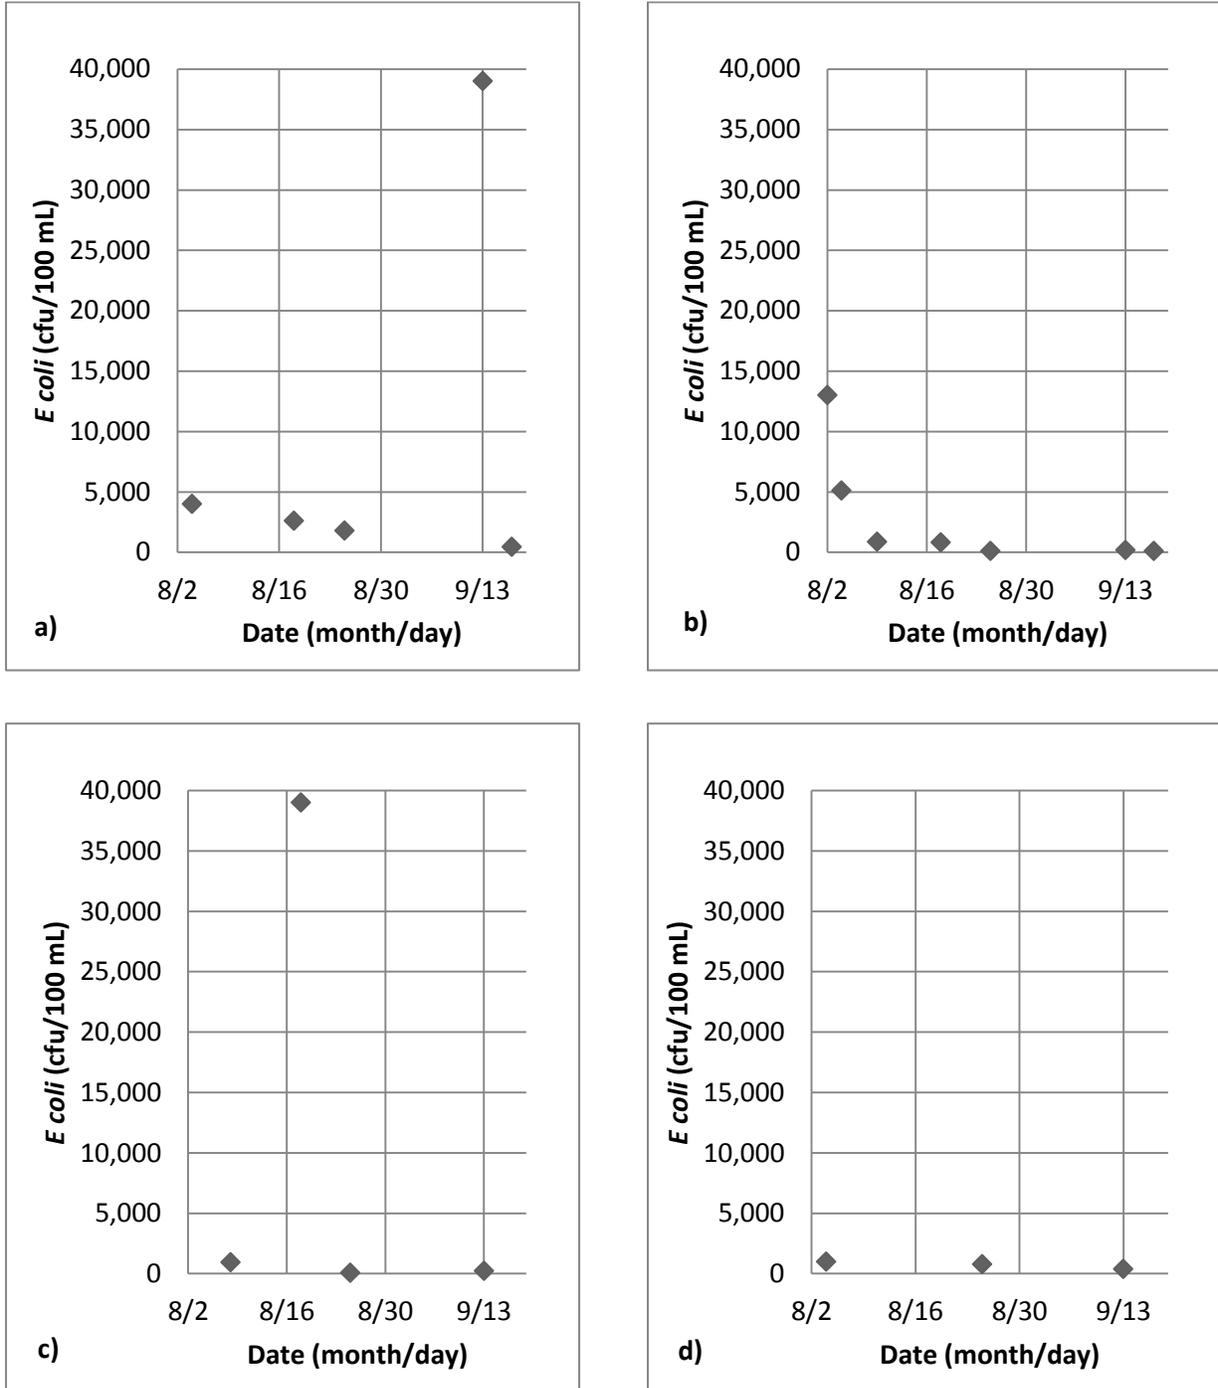 40,000
35,000
30,000
25,000
20,000
15,000
10,000
5,000
0
E coli (cfu/100 mL)
8/2 8/16 8/30 9/13
Date (month/day)
a)
40,000
35,000
30,000
25,000
20,000
15,000
10,000
5,000
0
E coli (cfu/100 mL)
8/2 8/16 8/30 9/13
Date (month/day)
b)
40,000
35,000
30,000
25,000
20,000
15,000
10,000
5,000
0
E coli (cfu/100 mL)
8/2 8/16 8/30 9/13
Date (month/day)
c)
40,000
35,000
30,000
25,000
20,000
15,000
10,000
5,000
0
E coli (cfu/100 mL)
8/2 8/16 8/30 9/13
Date (month/day)
d)